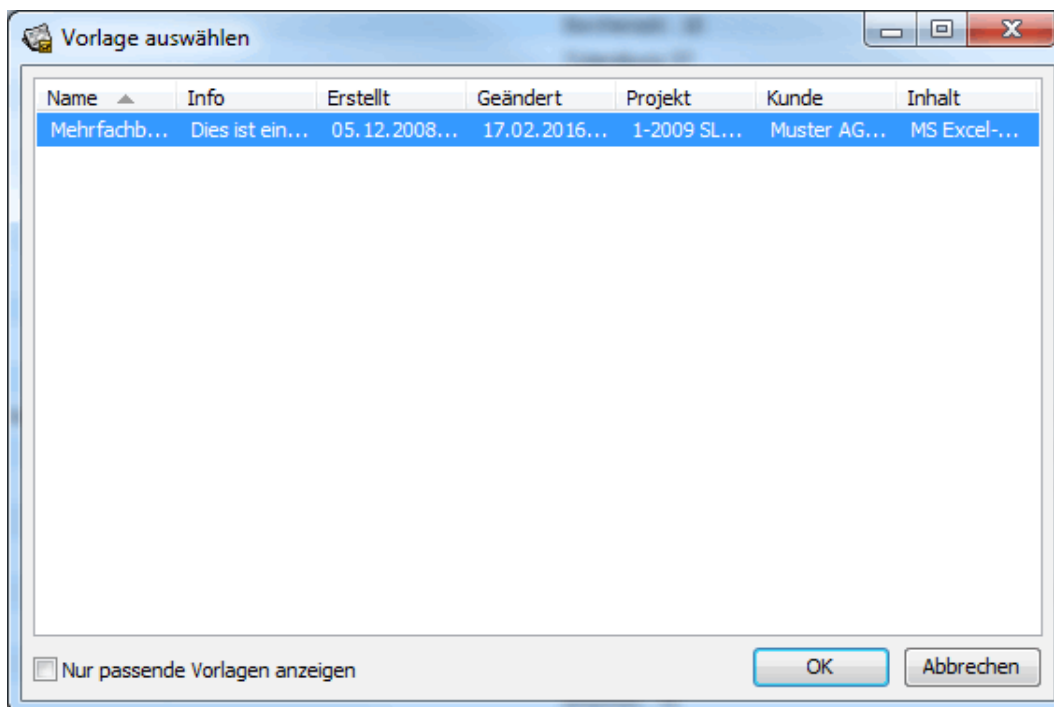 Vorlage auswählen
Name Info Erstellt Geändert Projekt Kunde Inhalt
Mehrfachb... Dies ist ein... 05.12.2008... 17.02.2016... 1-2009 SL... Muster AG... MS Excel-...
Nur passende Vorlagen anzeigen OK Abbrechen